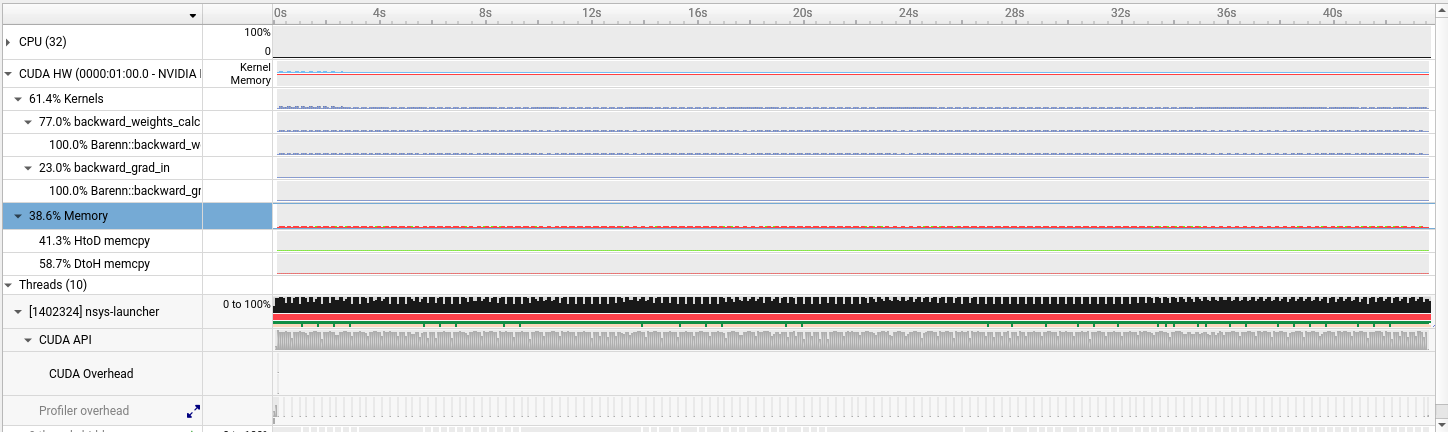 0s 4s 8s 12s 16s 20s 24s 28s 32s 36s 40s
CPU (32) 100%
0
CUDA HW (0000:01:00.0 - NVIDIA Kernel
Memory
61.4% Kernels
77.0% backward_weights_calc
100.0% Barenn::backward_w
23.0% backward_grad_in
100.0% Barenn::backward_gr
38.6% Memory
41.3% HtoD memcpy
58.7% DtoH memcpy
Threads (10)
[1402324] nsys-launcher 0 to 100%
CUDA API
CUDA Overhead
Profiler overhead